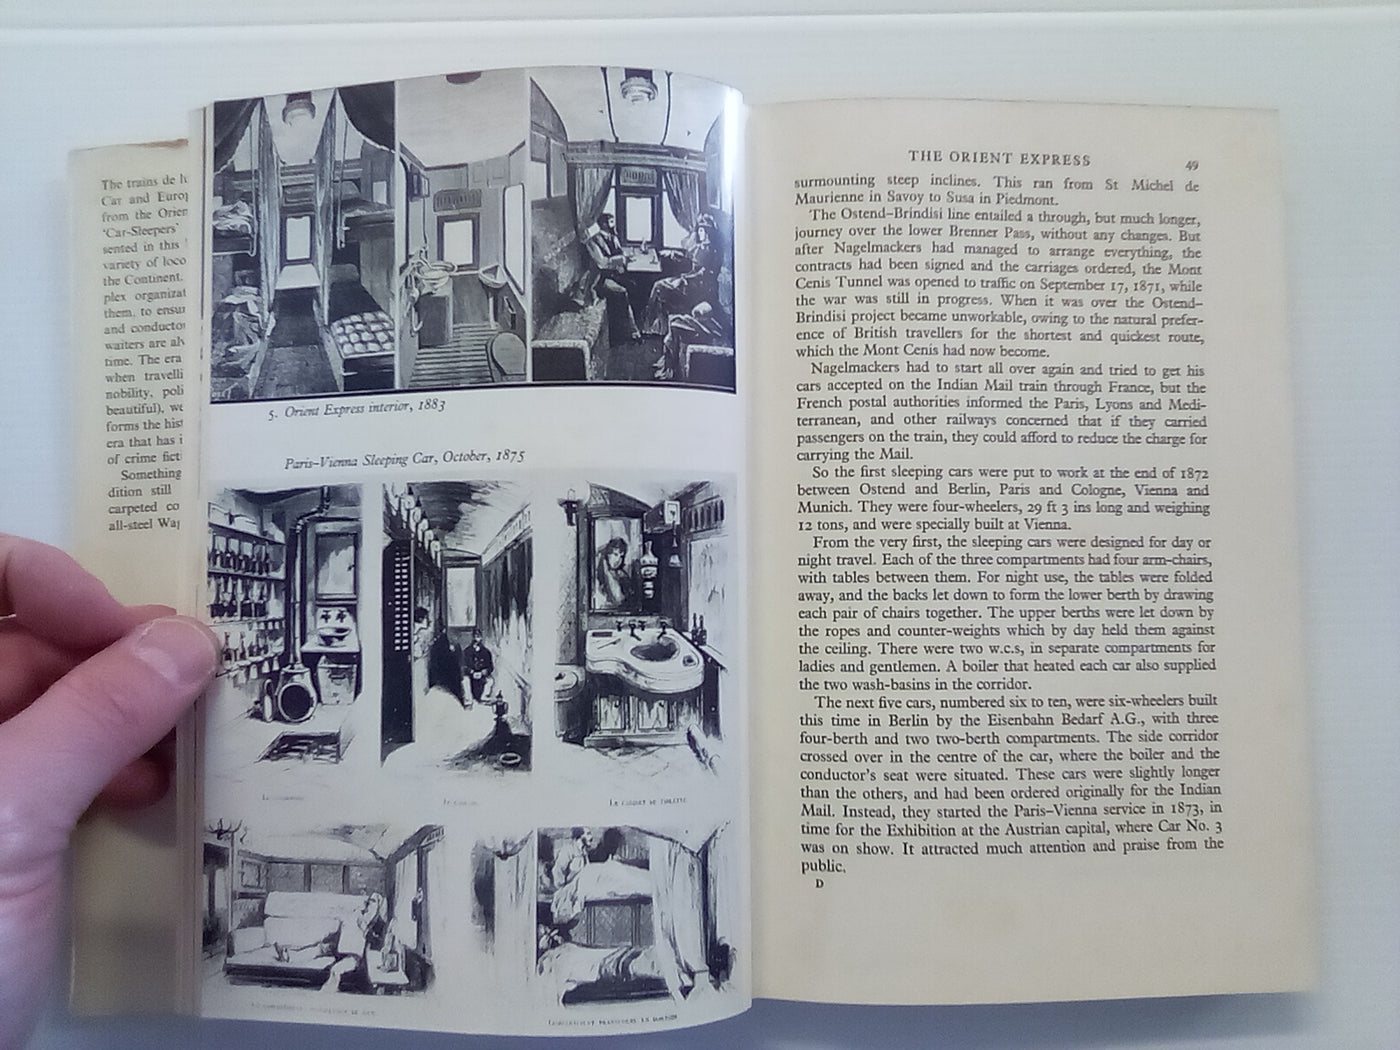 The trains de l
Car and Euro
from the Orien
'Car-Sleepers'
sented in this
variety of loco
the Continent.
plex organizat
them, to ensu
and conducto
waiters are al
time. The era
when travelli
nobility, poli
beautiful), we
forms the hist
era that has i
of crime ficti
Something
dition still
carpeted co
all-steel Wa
5. Orient Express interior, 1883
Paris–Vienna Sleeping Car, October, 1875
LE CABINET DE TOILETTE
THE ORIENT EXPRESS 49
surmounting steep inclines. This ran from St Michel de
Maurienne in Savoy to Susa in Piedmont.
The Ostend–Brindisi line entailed a through, but much longer,
journey over the lower Brenner Pass, without any changes. But
after Nagelmackers had managed to arrange everything, the
contracts had been signed and the carriages ordered, the Mont
Cenis Tunnel was opened to traffic on September 17, 1871, while
the war was still in progress. When it was over the Ostend–
Brindisi project became unworkable, owing to the natural prefer-
ence of British travellers for the shortest and quickest route,
which the Mont Cenis had now become.
Nagelmackers had to start all over again and tried to get his
cars accepted on the Indian Mail train through France, but the
French postal authorities informed the Paris, Lyons and Medi-
terranean, and other railways concerned that if they carried
passengers on the train, they could afford to reduce the charge for
carrying the Mail.
So the first sleeping cars were put to work at the end of 1872
between Ostend and Berlin, Paris and Cologne, Vienna and
Munich. They were four-wheelers, 29 ft 3 ins long and weighing
12 tons, and were specially built at Vienna.
From the very first, the sleeping cars were designed for day or
night travel. Each of the three compartments had four arm-chairs,
with tables between them. For night use, the tables were folded
away, and the backs let down to form the lower berth by drawing
each pair of chairs together. The upper berths were let down by
the ropes and counter-weights which by day held them against
the ceiling. There were two w.c.s, in separate compartments for
ladies and gentlemen. A boiler that heated each car also supplied
the two wash-basins in the corridor.
The next five cars, numbered six to ten, were six-wheelers built
this time in Berlin by the Eisenbahn Bedarf A.G., with three
four-berth and two two-berth compartments. The side corridor
crossed over in the centre of the car, where the boiler and the
conductor's seat were situated. These cars were slightly longer
than the others, and had been ordered originally for the Indian
Mail. Instead, they started the Paris–Vienna service in 1873, in
time for the Exhibition at the Austrian capital, where Car No. 3
was on show. It attracted much attention and praise from the
public.
D